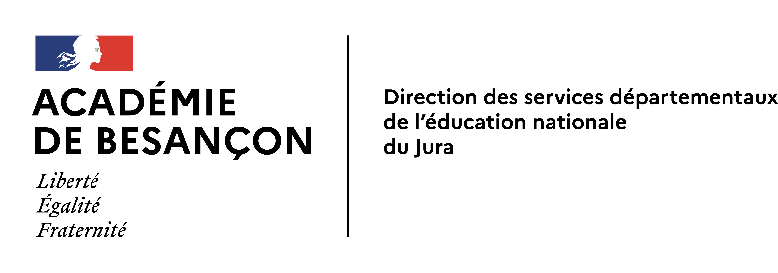 ACADÉMIE
DE BESANÇON
Liberté
Égalité
Fraternité
Direction des services départementaux
de l'éducation nationale
du Jura